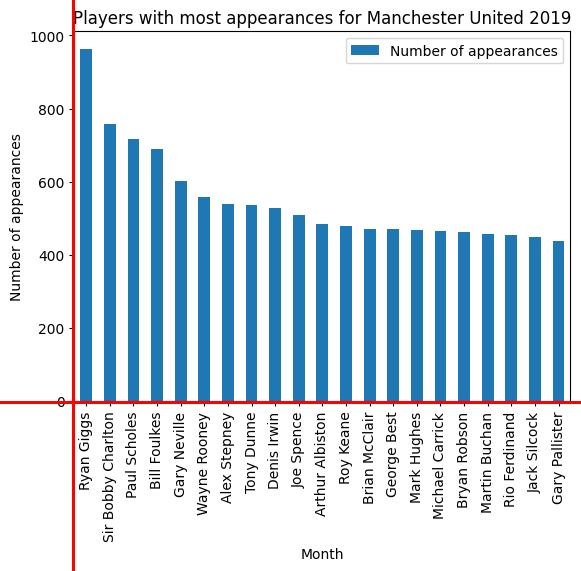 Players with most appearances for Manchester United 2019
Number of appearances
1000
800
600
400
200
0
Number of appearances
Ryan Giggs
Sir Bobby Charlton
Paul Scholes
Bill Foulkes
Gary Neville
Wayne Rooney
Alex Stepney
Tony Dunne
Denis Irwin
Joe Spence
Arthur Albiston
Roy Keane
Brian McClair
George Best
Mark Hughes
Michael Carrick
Bryan Robson
Martin Buchan
Rio Ferdinand
Jack Silcock
Gary Pallister
Month